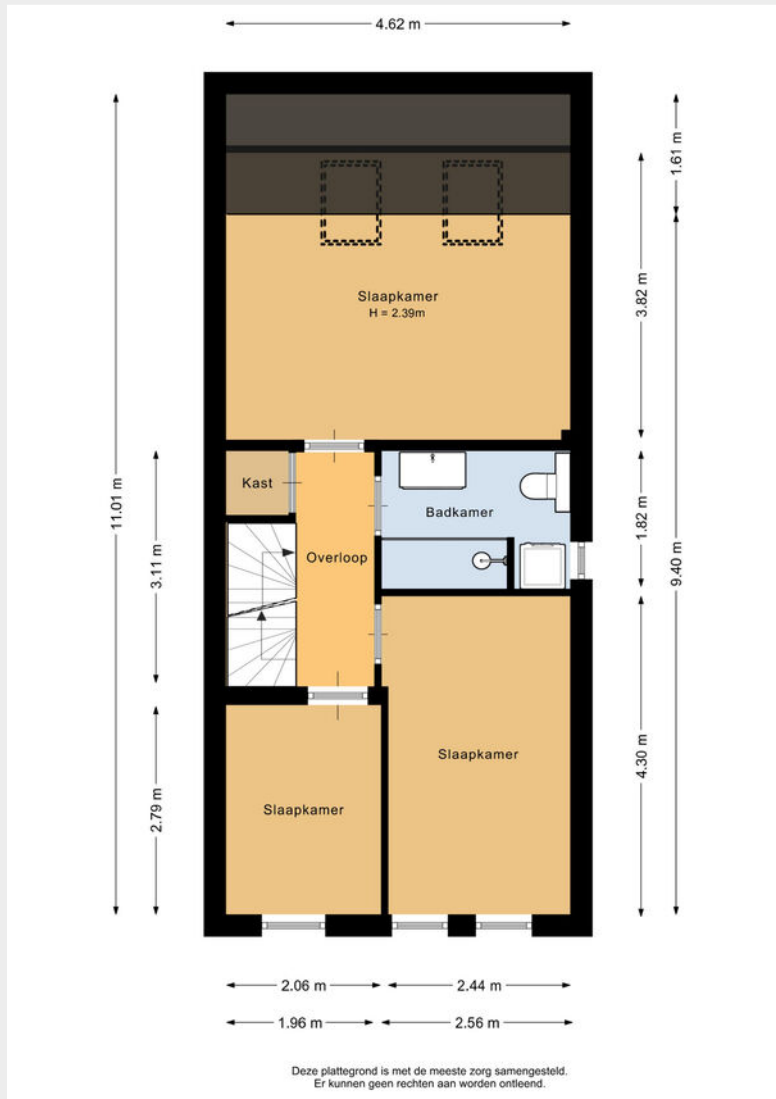 4.62 m
1.61 m
3.82 m
Slaapkamer
H = 2.39m
11.01 m
3.11 m
Kast
Badkamer
Overloop
1.82 m
9.40 m
2.79 m
Slaapkamer
Slaapkamer
4.30 m
2.06 m
2.44 m
1.96 m
2.56 m
Deze plattegrond is met de meeste zorg samengesteld.
Er kunnen geen rechten aan worden ontleend.